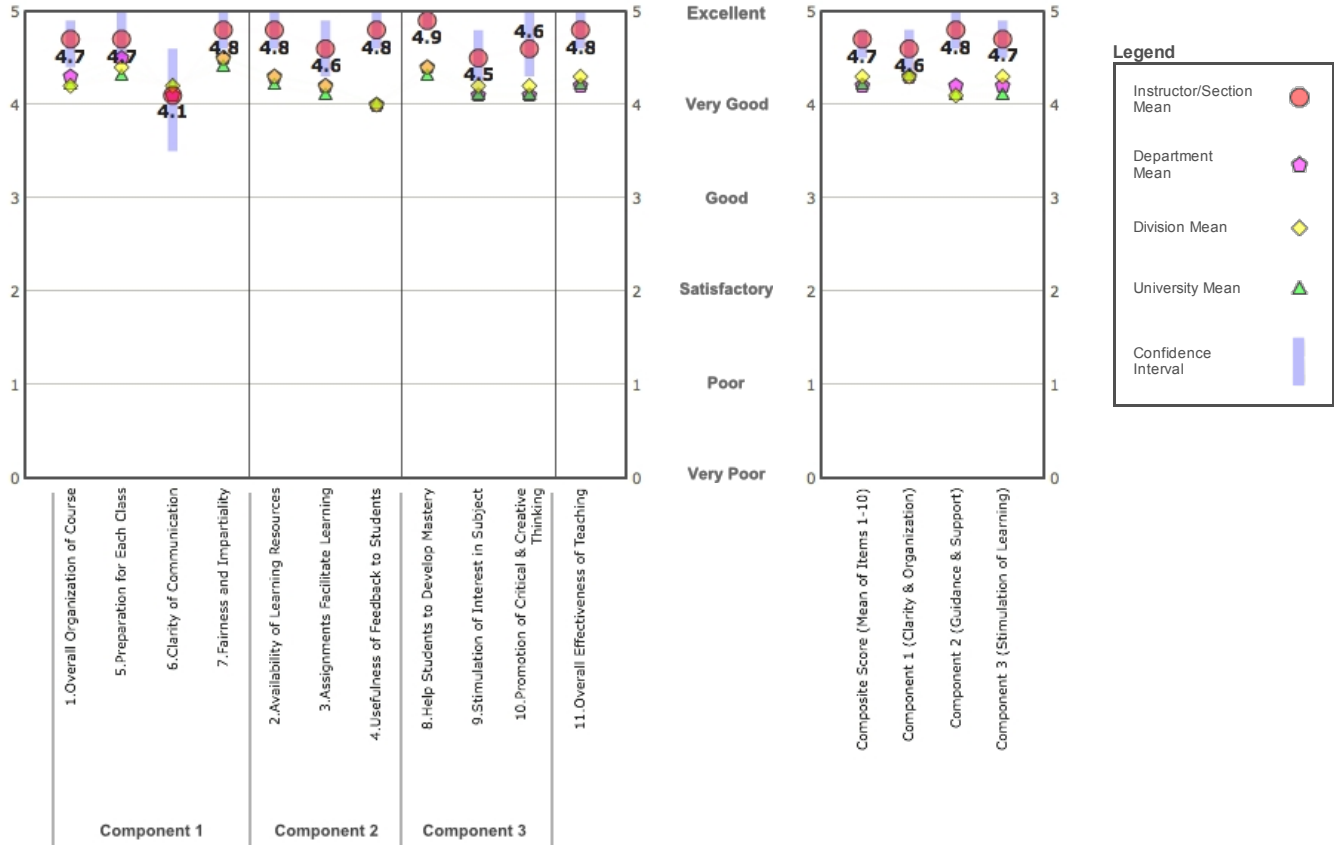 5
4
3
2
1
0
4.7
4.7
4.1
4.8
4.8
4.6
4.8
4.9
4.5
4.6
4.8
5
4
3
2
1
0
1.Overall Organization of Course
5.Preparation for Each Class
6.Clarity of Communication
7.Fairness and Impartiality
2.Availability of Learning Resources
3.Assignments Facilitate Learning
4.Usefulness of Feedback to Students
8.Help Students to Develop Mastery
9.Stimulation of Interest in Subject
10.Promotion of Critical & Creative
Thinking
11.Overall Effectiveness of Teaching
Component 1
Component 2
Component 3
Excellent
Very Good
Good
Satisfactory
Poor
Very Poor
5
4
3
2
1
0
4.7
4.6
4.8
4.7
5
4
3
2
1
0
Composite Score (Mean of Items 1-10)
Component 1 (Clarity & Organization)
Component 2 (Guidance & Support)
Component 3 (Stimulation of Learning)
Legend
Instructor/Section
Mean
Department
Mean
Division Mean
University Mean
Confidence
Interval